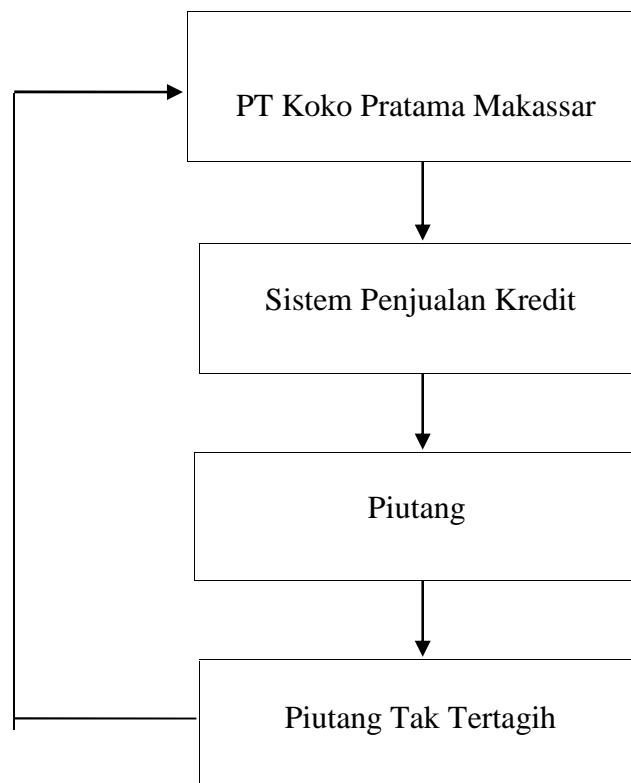 PT Koko Pratama Makassar
Sistem Penjualan Kredit
Piutang
Piutang Tak Tertagih